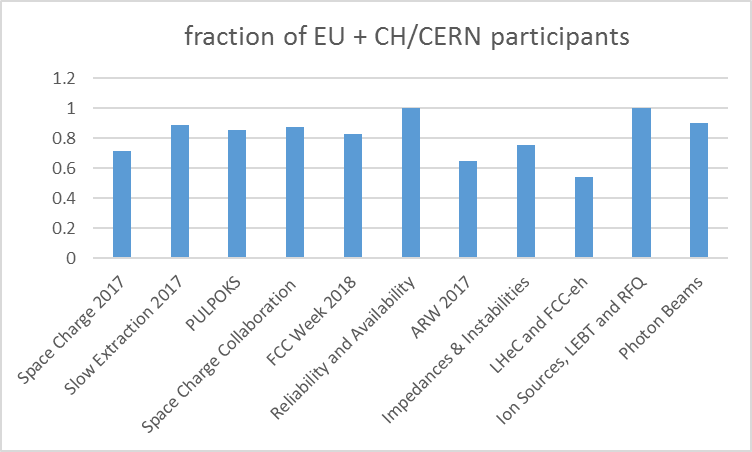 fraction of EU + CH/CERN participants
1.2
1
0.8
0.6
0.4
0.2
0
Space Charge 2017
Slow Extraction 2017
PULPOKS
Space Charge Collaboration
FCC Week 2018
Reliability and Availability
ARW 2017
Impedances & Instabilities
LHeC and FCC-eh
Ion Sources, LEBT and RFQ
Photon Beams